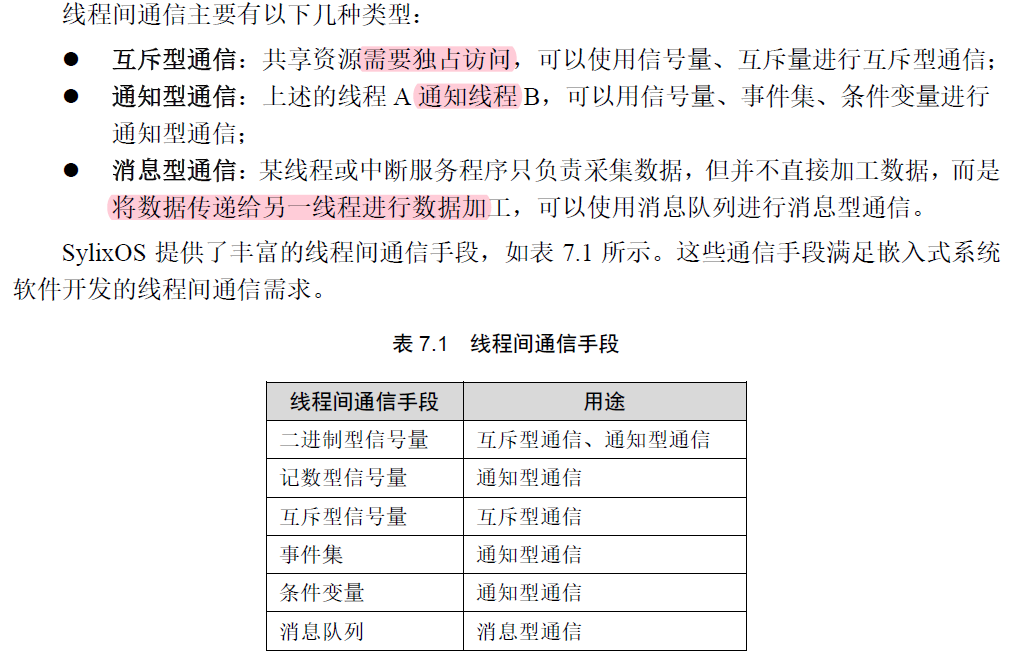 线程间通信主要有以下几种类型：
● 互斥型通信：共享资源需要独占访问，可以使用信号量、互斥量进行互斥型通信；
● 通知型通信：上述的线程 A 通知线程 B，可以用信号量、事件集、条件变量进行
通知型通信；
● 消息型通信：某线程或中断服务程序只负责采集数据，但并不直接加工数据，而是
将数据传递给另一线程进行数据加工，可以使用消息队列进行消息型通信。
SylixOS 提供了丰富的线程间通信手段，如表 7.1 所示。这些通信手段满足嵌入式系统
软件开发的线程间通信需求。
表 7.1 线程间通信手段
线程间通信手段 用途
二进制型信号量 互斥型通信、通知型通信
记数型信号量 通知型通信
互斥型信号量 互斥型通信
事件集 通知型通信
条件变量 通知型通信
消息队列 消息型通信